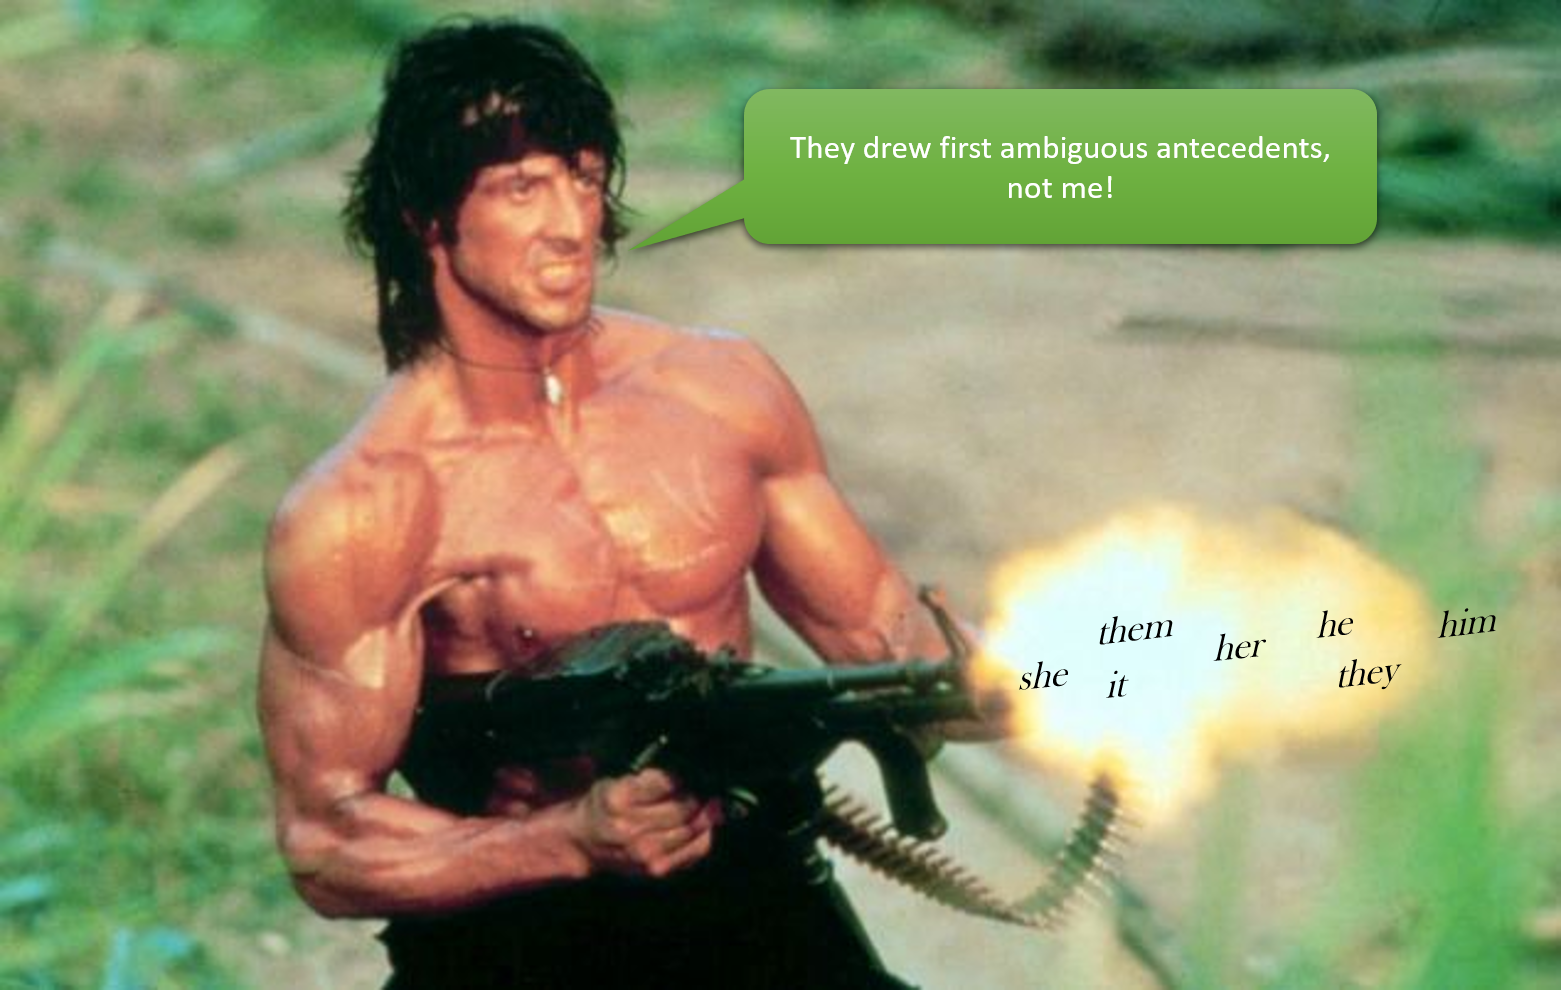 They drew first ambiguous antecedents,
not me!
them
her
he
him
she
it
they